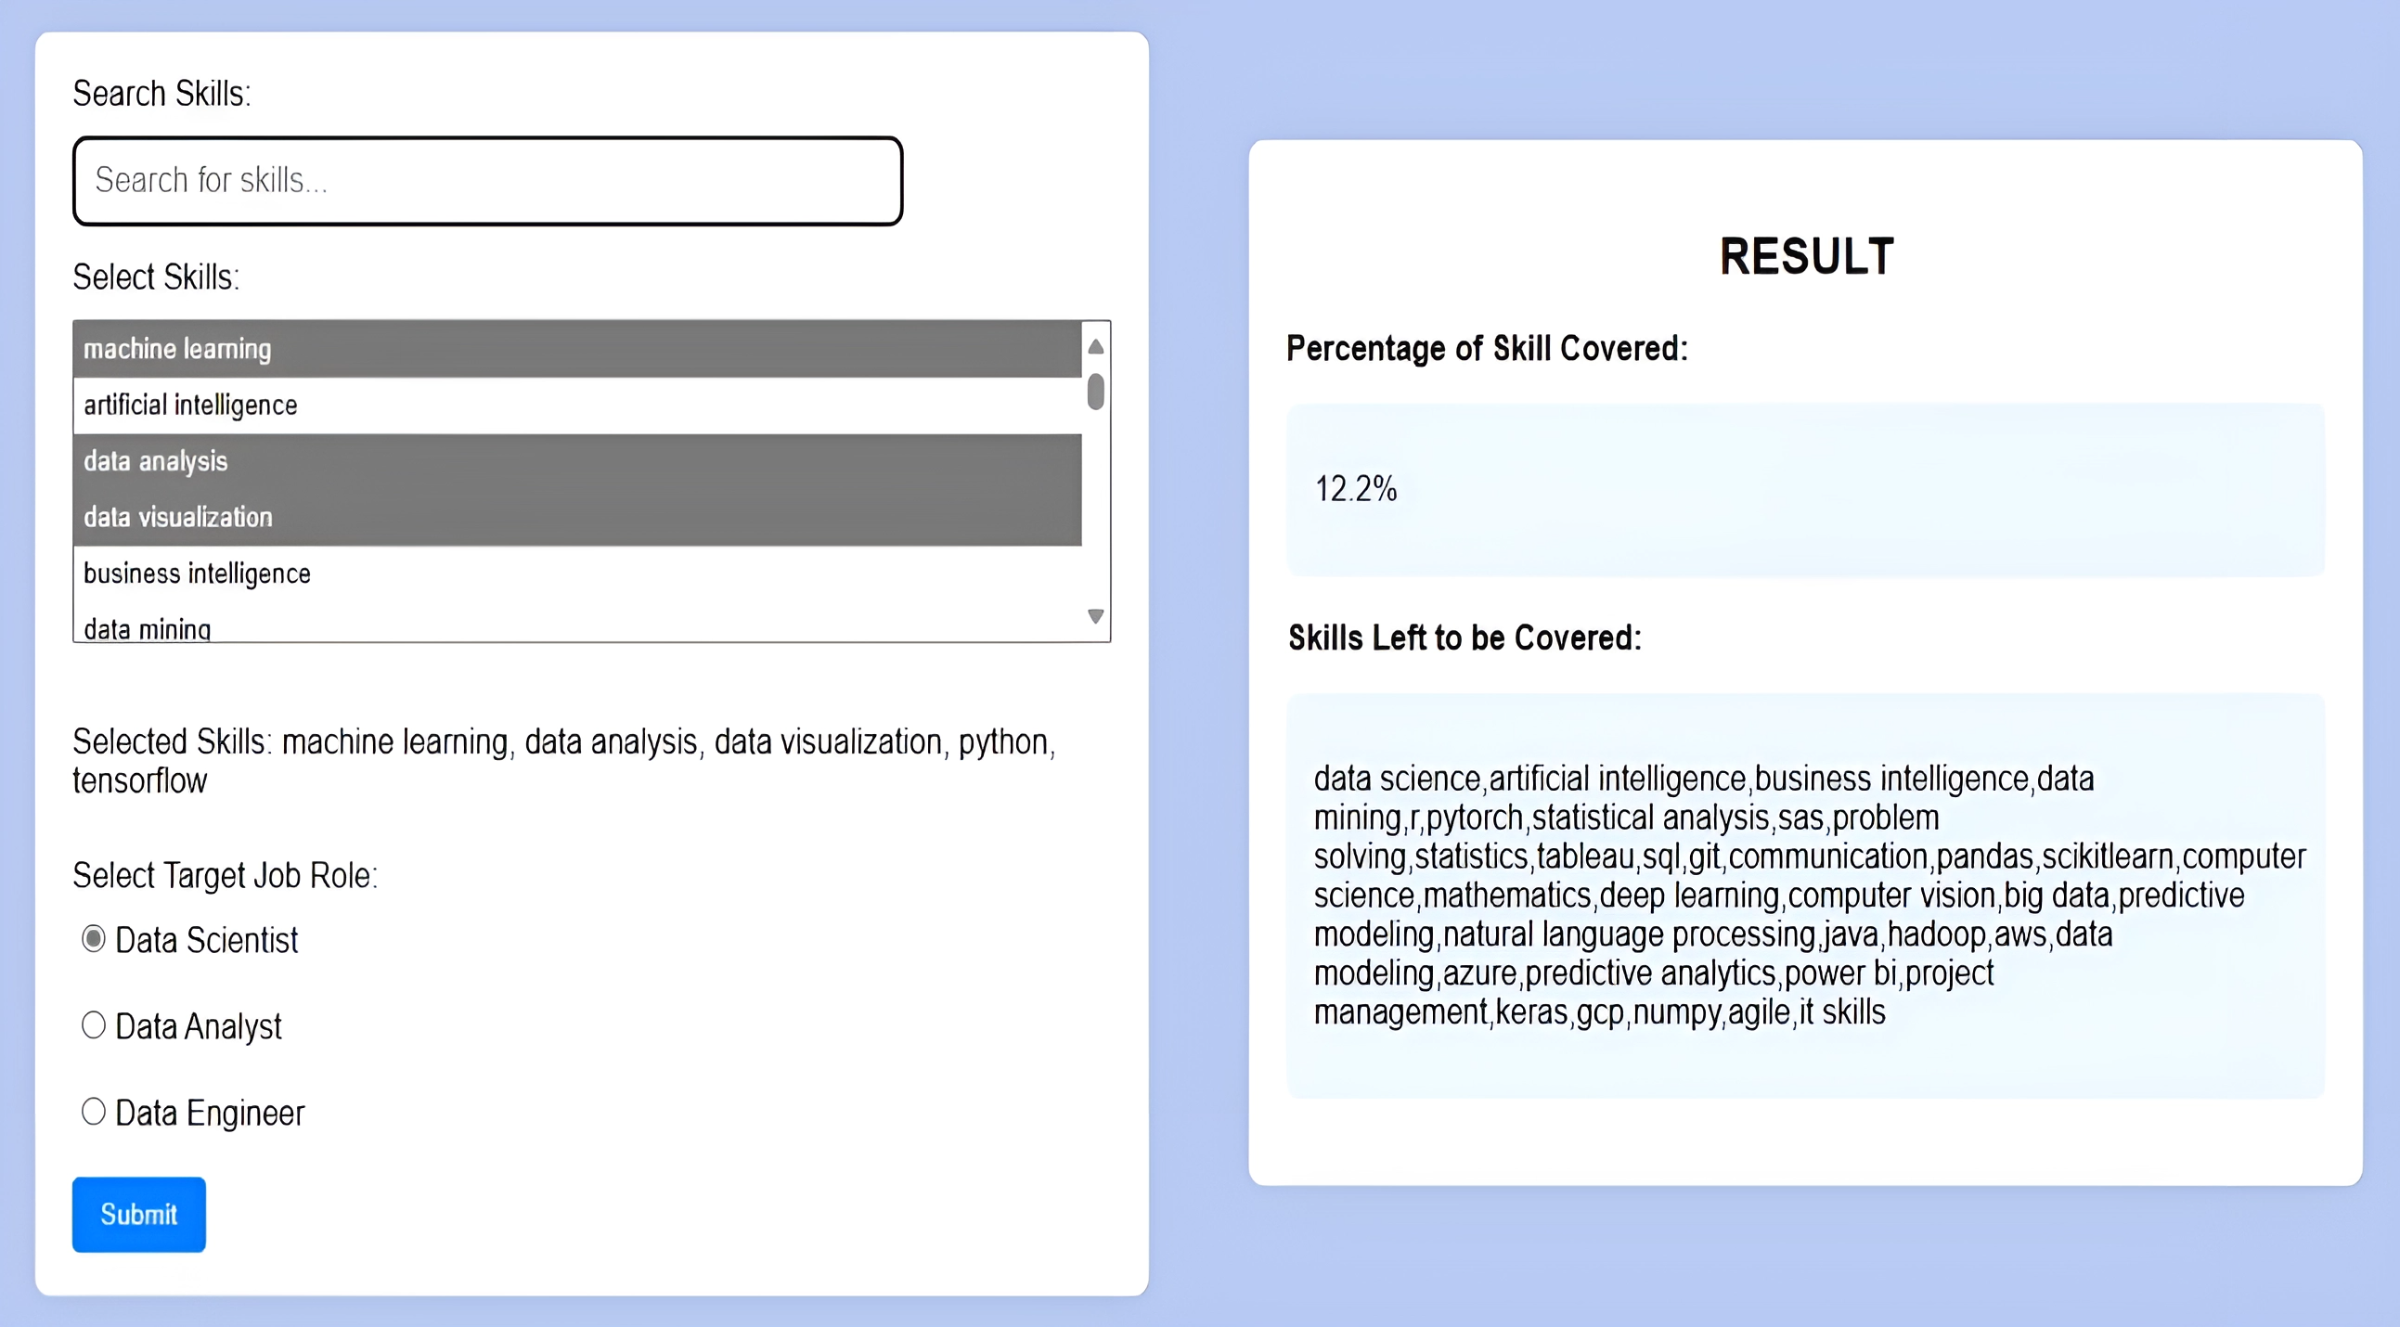 Search Skills:
Search for skills...
Select Skills:
machine learning
artificial intelligence
data analysis
data visualization
business intelligence
data mining
Selected Skills: machine learning, data analysis, data visualization, python,
tensorflow
Select Target Job Role:
Data Scientist
Data Analyst
Data Engineer
Submit
RESULT
Percentage of Skill Covered:
12.2%
Skills Left to be Covered:
data science,artificial intelligence,business intelligence,data
mining,r,pytorch,statistical analysis,sas,problem
solving,statistics,tableau,sql,git,communication,pandas,scikitlearn,computer
science,mathematics,deep learning,computer vision,big data,predictive
modeling,natural language processing,java,hadoop,aws,data
modeling,azure,predictive analytics,power bi,project
management,keras,gcp,numpy,agile,it skills